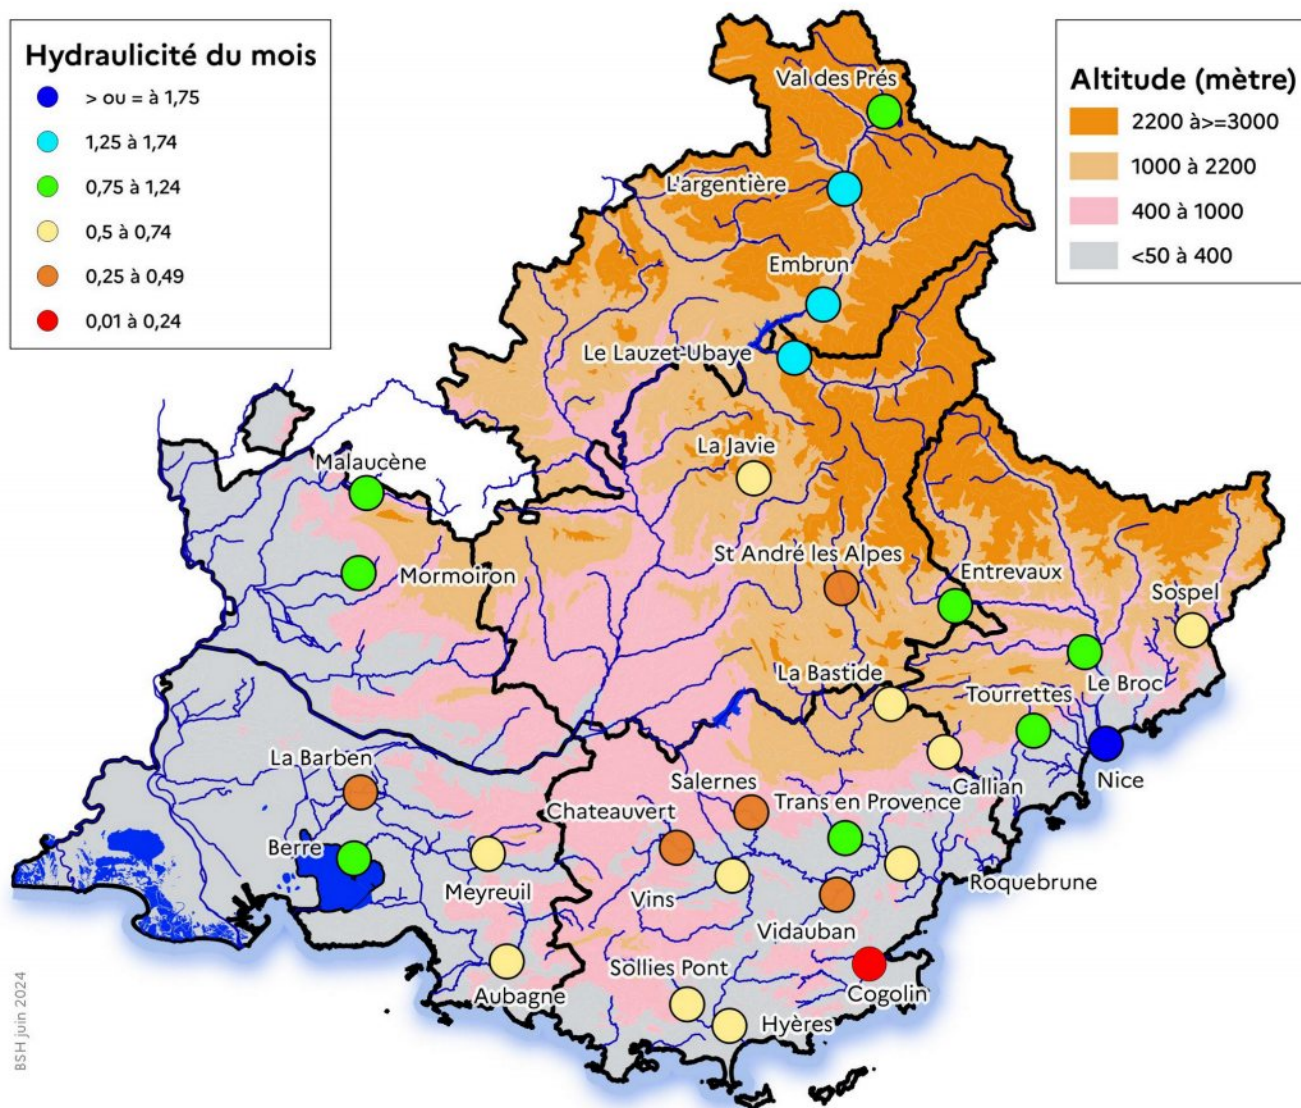 Hydraulicité du mois
> ou = à 1,75
1,25 à 1,74
0,75 à 1,24
0,5 à 0,74
0,25 à 0,49
0,01 à 0,24
Altitude (mètre)
2200 à>=3000
1000 à 2200
400 à 1000
<50 à 400
Val des Prés
L'argentière
Embrun
Le Lauzet-Ubaye
La Javie
Malaucène
St André les Alpes
Mormoiron
Entrevaux
Sospel
La Bastide
Le Broc
Tourrettes
La Barben
Salernes
Callian
Nice
Chateauvert
Trans en Provence
Berre
Meyreuil
Vins
Roquebrune
Vidauban
Sollies Pont
Aubagne
Cogolin
Hyères
BSH juin 2024